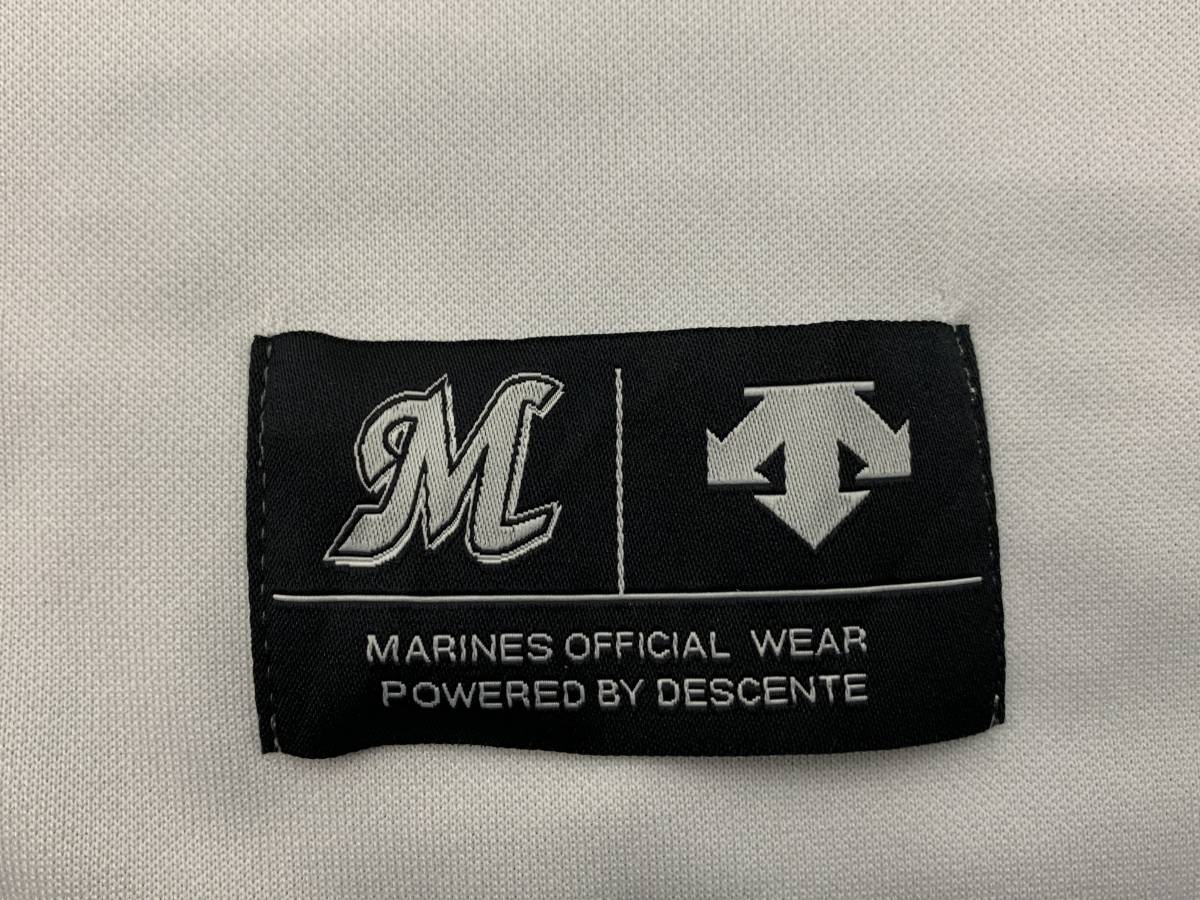 M
MARINES OFFICIAL WEAR
POWERED BY DESCENTE